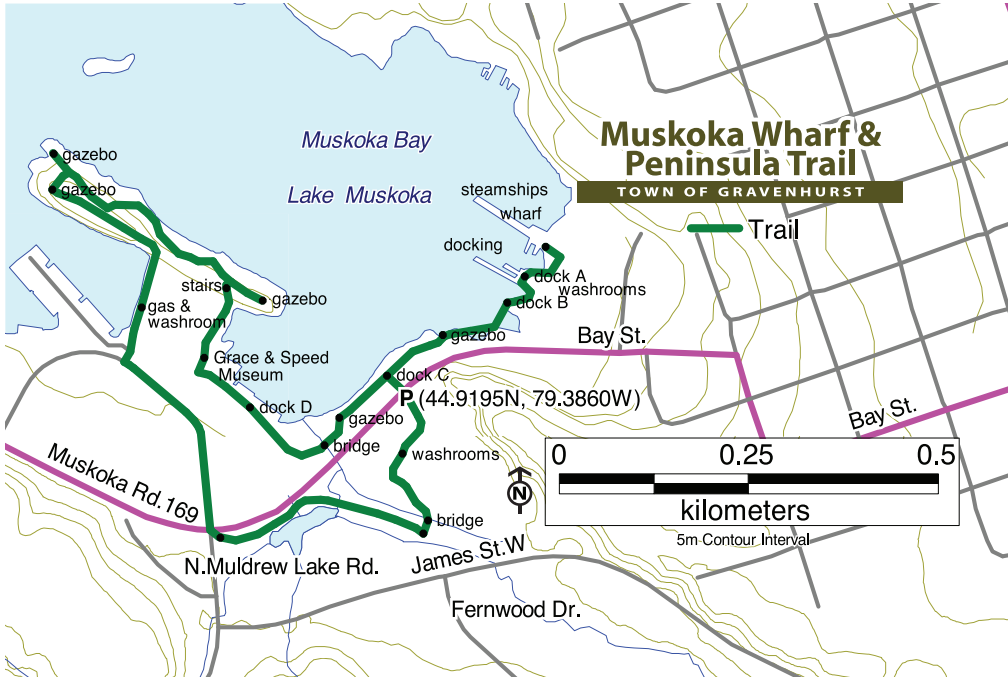 Muskoka Wharf &
Peninsula Trail
TOWN OF GRAVENHURST
Trail
Muskoka Bay
Lake Muskoka
steamships
wharf
docking
dock A
washrooms
dock B
gazebo
gazebo
gazebo
stairs
gazebo
gas &
washroom
Grace & Speed
Museum
dock D
dock C
P (44.9195N, 79.3860W)
gazebo
bridge
washrooms
bridge
Bay St.
Bay St.
Muskoka Rd.169
N.Muldrew Lake Rd.
James St.W
Fernwood Dr.
N
0 0.25 0.5
kilometers
5m Contour Interval